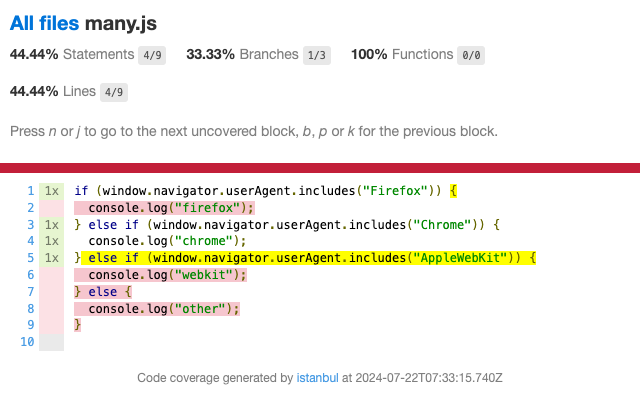 All files many.js
44.44% Statements 4/9 33.33% Branches 1/3 100% Functions 0/0
44.44% Lines 4/9
Press n or j to go to the next uncovered block, b, p or k for the previous block.
1 1x if (window.navigator.userAgent.includes("Firefox")) {
2 console.log("firefox");
3 1x } else if (window.navigator.userAgent.includes("Chrome")) {
4 1x console.log("chrome");
5 1x } else if (window.navigator.userAgent.includes("AppleWebKit")) {
6 console.log("webkit");
7 } else {
8 console.log("other");
9 }
10
Code coverage generated by istanbul at 2024-07-22T07:33:15.740Z